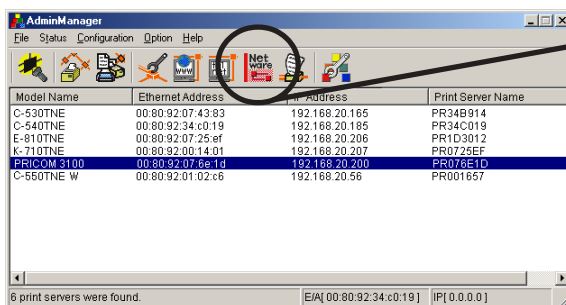 AdminManager
File Status Configuration Option Help
WWW
Net
ware
Model Name Ethernet Address IP Address Print Server Name
C-530TNE 00:80:92:07:43:83 192.168.20.165 PR34B914
C-540TNE 00:80:92:34:c0:19 192.168.20.185 PR34C019
E-810TNE 00:80:92:07:25:ef 192.168.20.206 PR1D3012
K-710TNE 00:80:92:00:14:01 192.168.20.207 PR0725EF
PRICOM 3100 00:80:92:07:6e:1d 192.168.20.200 PR076E1D
C-550TNE W 00:80:92:01:02:c6 192.168.20.56 PR001657
6 print servers were found. E/A[ 00:80:92:34:c0:19 ] IP[ 0.0.0.0 ]